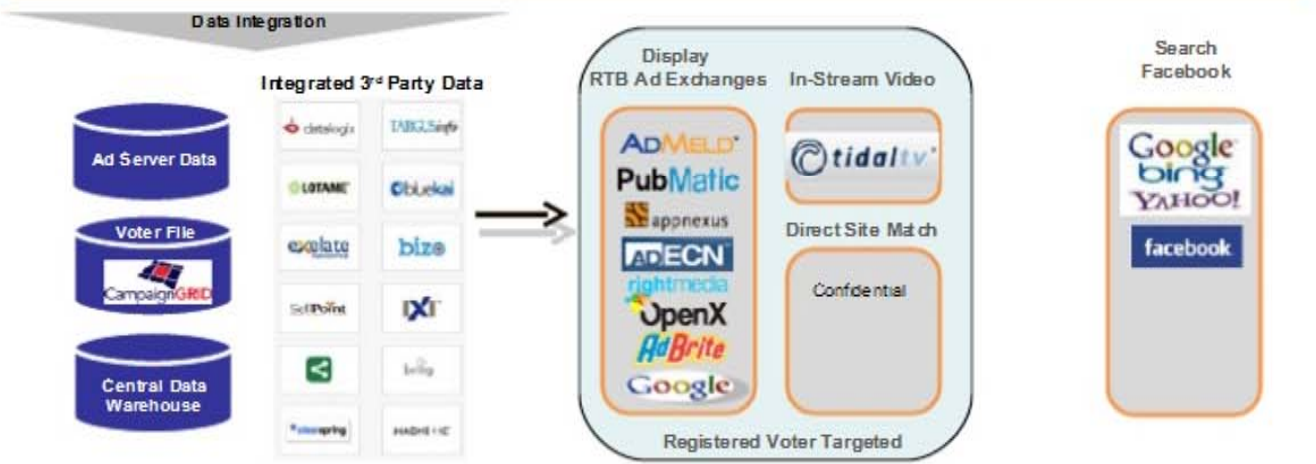 Data Integration
Integrated 3rd Party Data
Ad Server Data
Voter File
CampaignGRID
Central Data
Warehouse
datalogix
TARGUSinfo
LOTAME
bluekai
exelate
bizo
SellPoint
IXI
clearspring
Display
RTB Ad Exchanges
ADMELD
PubMatic
appnexus
ADECN
rightmedia
OpenX
AdBrite
Google
In-Stream Video
tidaltv
Direct Site Match
Confidential
Registered Voter Targeted
Search
Facebook
Google
bing
YAHOO!
facebook